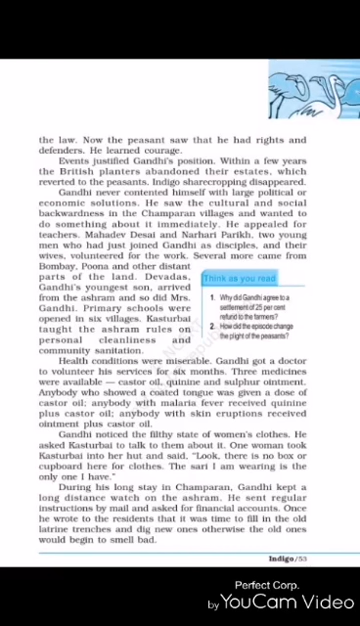 the law. Now the peasant saw that he had rights and
defenders. He learned courage.
Events justified Gandhi's position. Within a few years
the British planters abandoned their estates, which
reverted to the peasants. Indigo sharecropping disappeared.
Gandhi never contented himself with large political or
economic solutions. He saw the cultural and social
backwardness in the Champaran villages and wanted to
do something about it immediately. He appealed for
teachers. Mahadev Desai and Narhari Parikh, two young
men who had just joined Gandhi as disciples, and their
wives, volunteered for the work. Several more came from
Bombay, Poona and other distant
parts of the land. Devadas,
Gandhi's youngest son, arrived
from the ashram and so did Mrs.
Gandhi. Primary schools were
opened in six villages. Kasturbai
taught the ashram rules on
personal cleanliness and
community sanitation.
Think as you read
1 Why did Gandhi agree to a
settlement of 25 per cent
refund to the farmers?
2 How did the episode change
the plight of the peasants?
Health conditions were miserable. Gandhi got a doctor
to volunteer his services for six months. Three medicines
were available — castor oil, quinine and sulphur ointment.
Anybody who showed a coated tongue was given a dose of
castor oil; anybody with malaria fever received quinine
plus castor oil; anybody with skin eruptions received
ointment plus castor oil.
Gandhi noticed the filthy state of women's clothes. He
asked Kasturbai to talk to them about it. One woman took
Kasturbai into her hut and said, "Look, there is no box or
cupboard here for clothes. The sari I am wearing is the
only one I have."
During his long stay in Champaran, Gandhi kept a
long distance watch on the ashram. He sent regular
instructions by mail and asked for financial accounts. Once
he wrote to the residents that it was time to fill in the old
latrine trenches and dig new ones otherwise the old ones
would begin to smell bad.
Indigo/53
Perfect Corp.
by YouCam Video